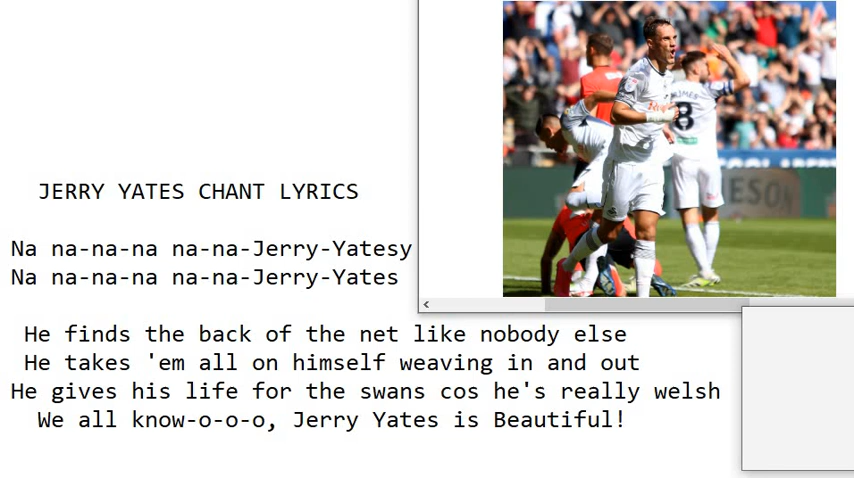 JERRY YATES CHANT LYRICS
Na na-na-na na-na-Jerry-Yatesy
Na na-na-na na-na-Jerry-Yates
He finds the back of the net like nobody else
He takes 'em all on himself weaving in and out
He gives his life for the swans cos he's really welsh
We all know-o-o-o, Jerry Yates is Beautiful!
8